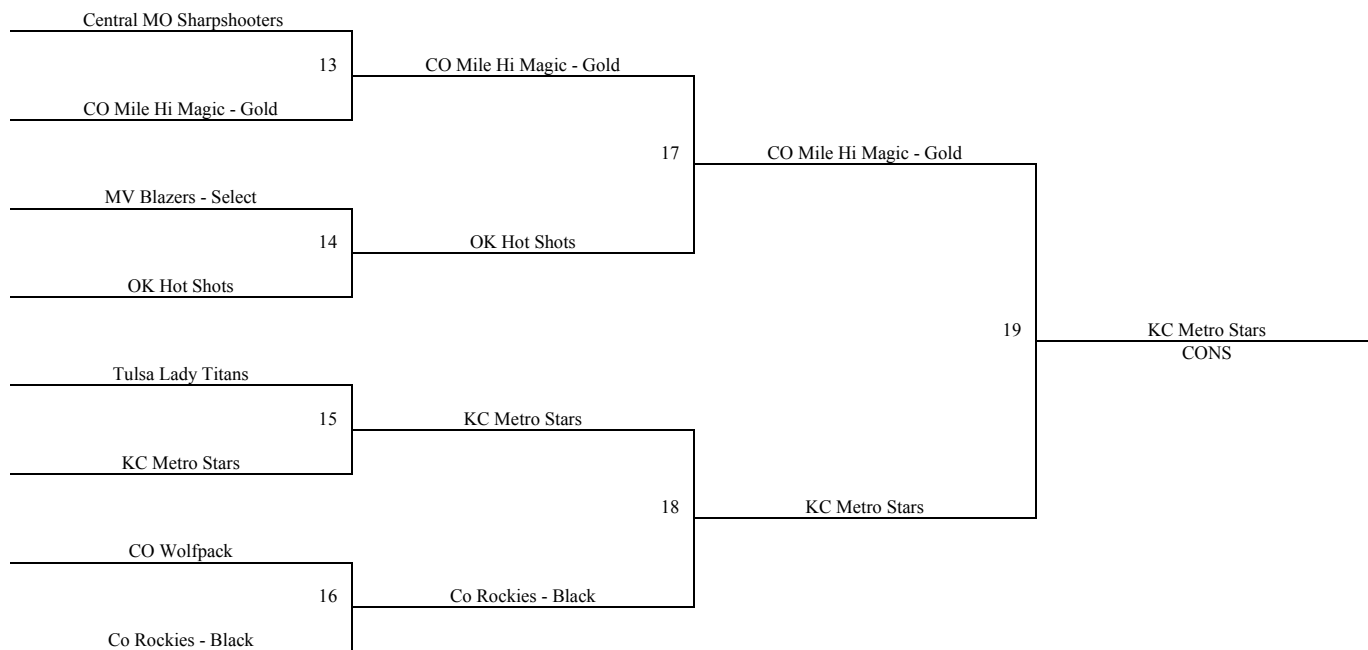 Central MO Sharpshooters
13
CO Mile Hi Magic - Gold
CO Mile Hi Magic - Gold
17
CO Mile Hi Magic - Gold
MV Blazers - Select
14
OK Hot Shots
OK Hot Shots
19
KC Metro Stars
CONS
Tulsa Lady Titans
15
KC Metro Stars
KC Metro Stars
18
KC Metro Stars
CO Wolfpack
16
Co Rockies - Black
Co Rockies - Black